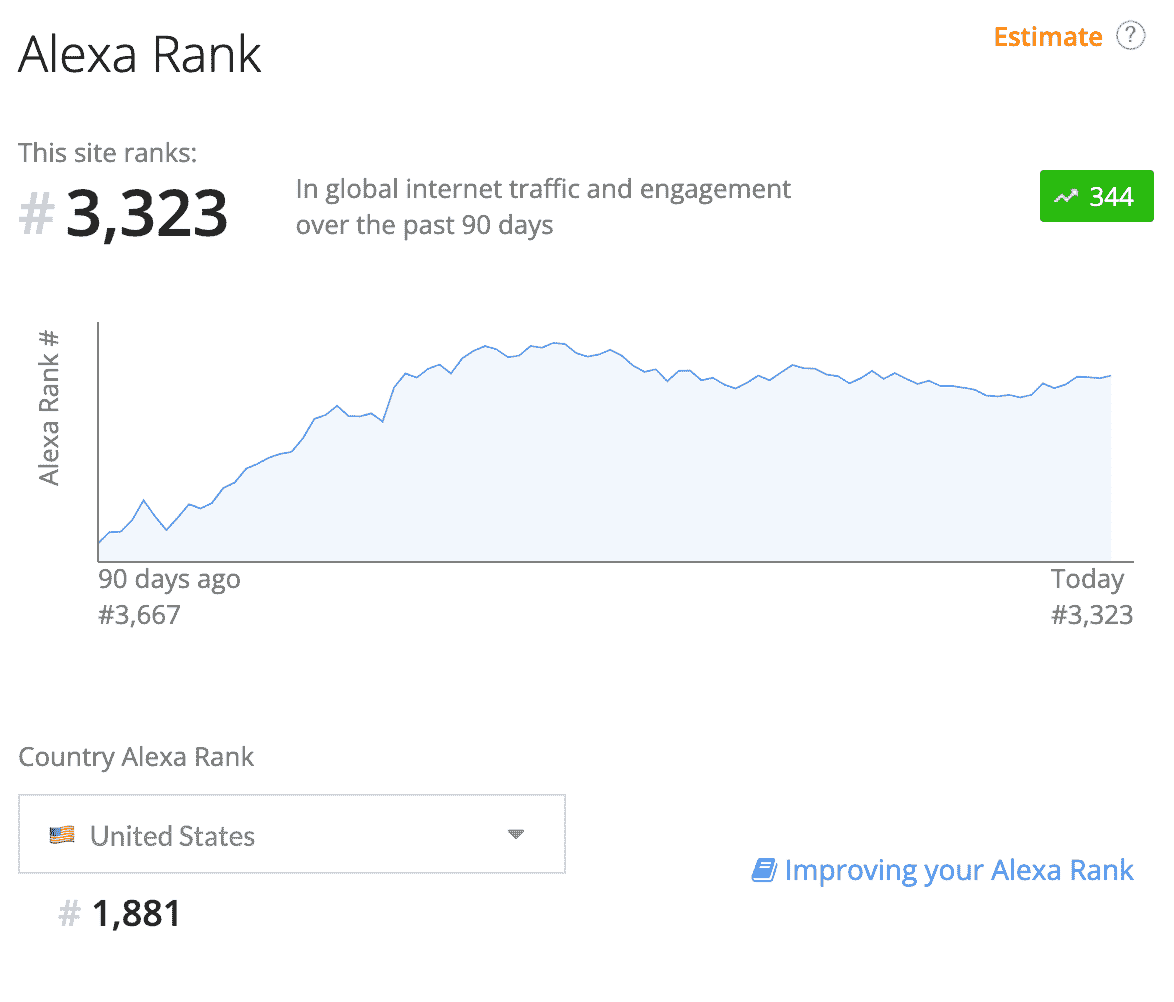 Alexa Rank
Estimate ?
This site ranks:
# 3,323
In global internet traffic and engagement
over the past 90 days
344
Alexa Rank #
90 days ago
#3,667
Today
#3,323
Country Alexa Rank
United States
# 1,881
Improving your Alexa Rank